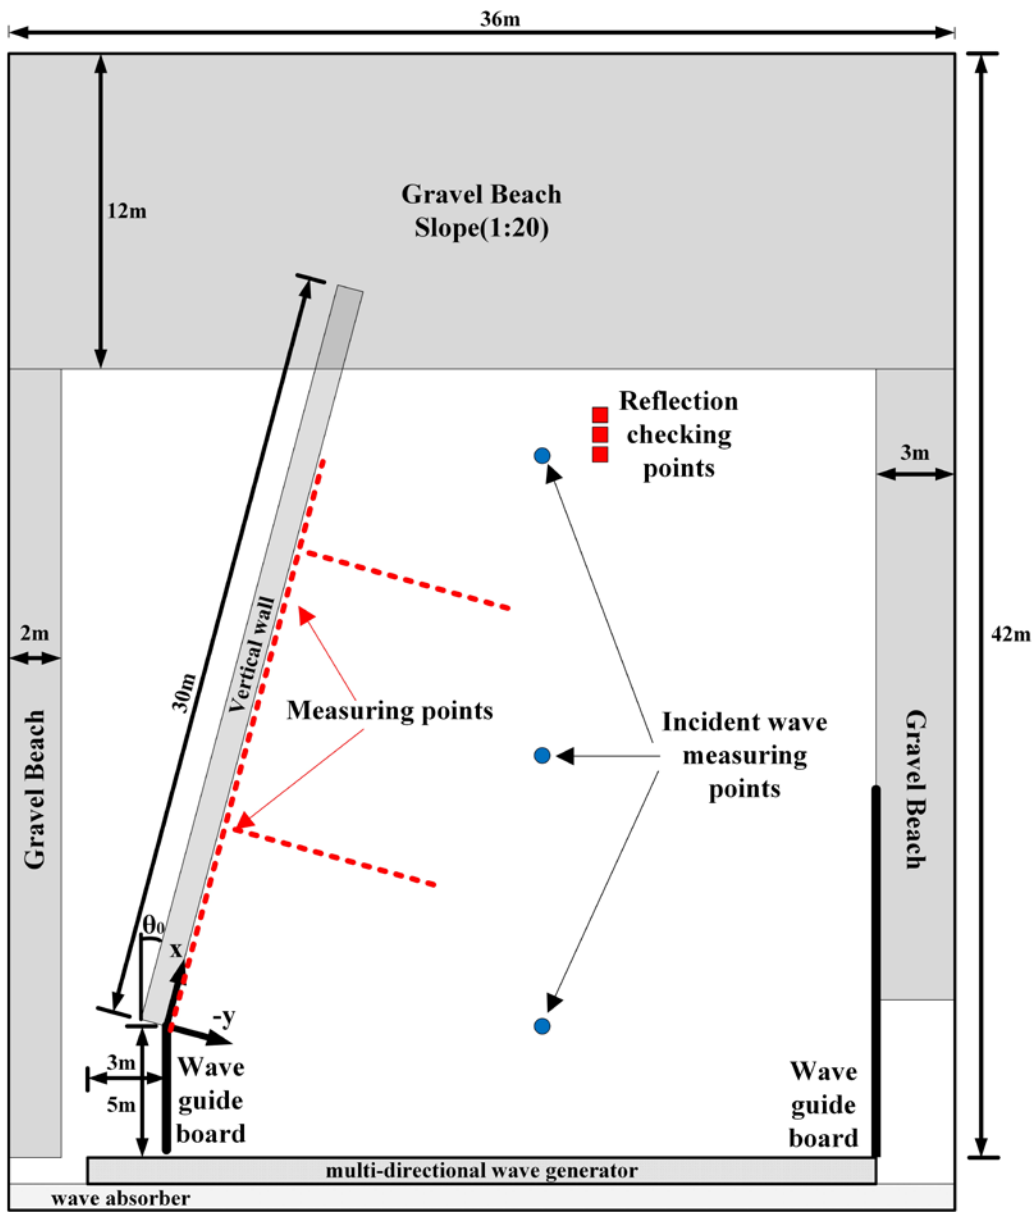 36m
Gravel Beach
Slope(1:20)
12m
Reflection
checking
points
3m
2m
42m
30m
Vertical wall
Measuring points
Incident wave
measuring
points
Gravel Beach
Gravel Beach
θ0
x
-y
3m
5m
Wave
guide
board
Wave
guide
board
multi-directional wave generator
wave absorber